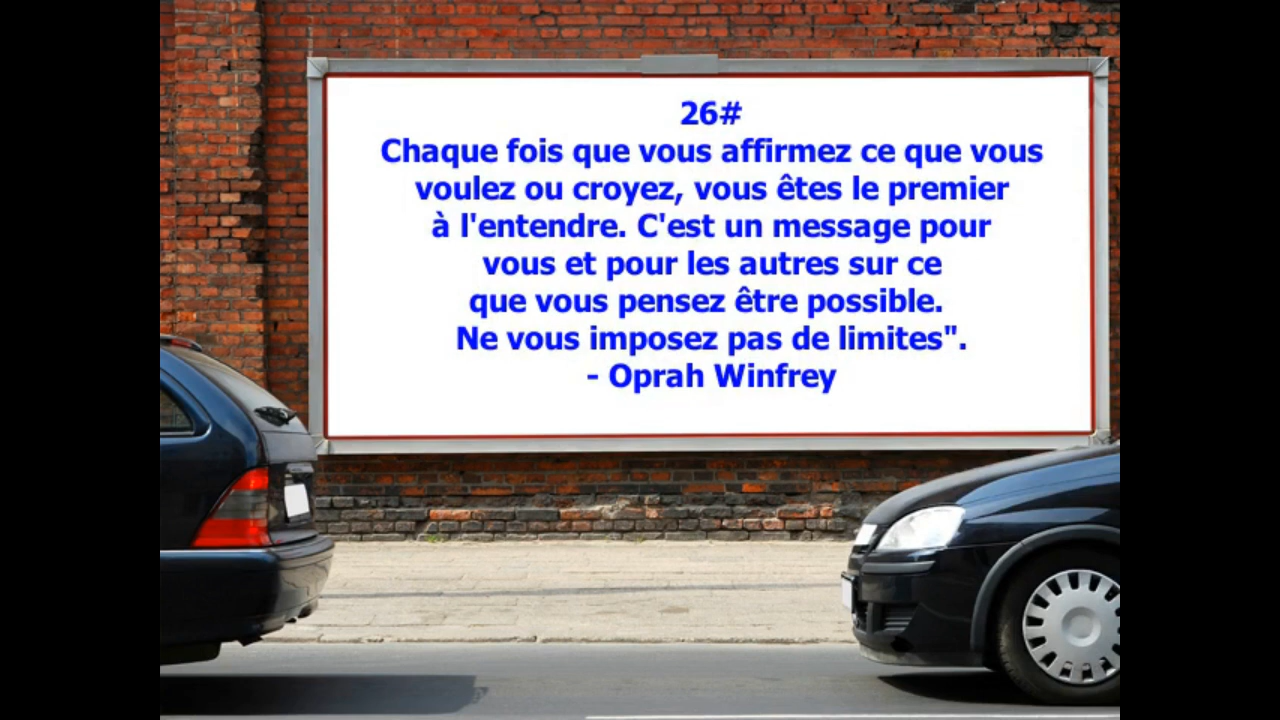 26#
Chaque fois que vous affirmez ce que vous
voulez ou croyez, vous êtes le premier
à l'entendre. C'est un message pour
vous et pour les autres sur ce
que vous pensez être possible.
Ne vous imposez pas de limites".
- Oprah Winfrey